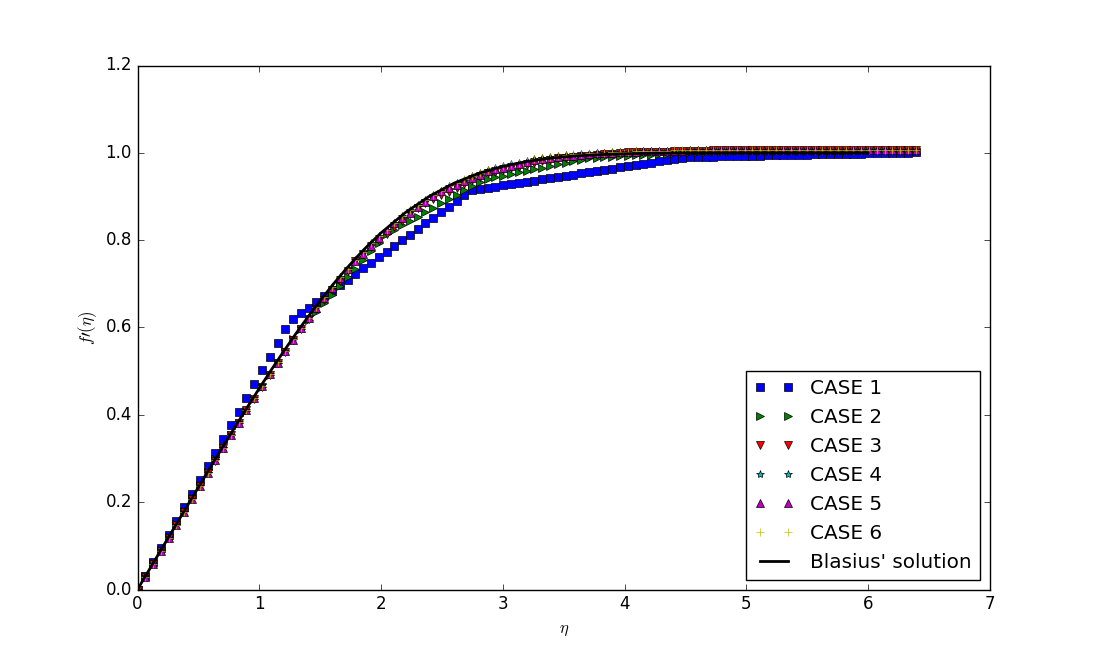 1.2
1.0
0.8
0.6
0.4
0.2
0.0
0 1 2 3 4 5 6 7
f′(η)
η
CASE 1
CASE 2
CASE 3
CASE 4
CASE 5
CASE 6
Blasius' solution